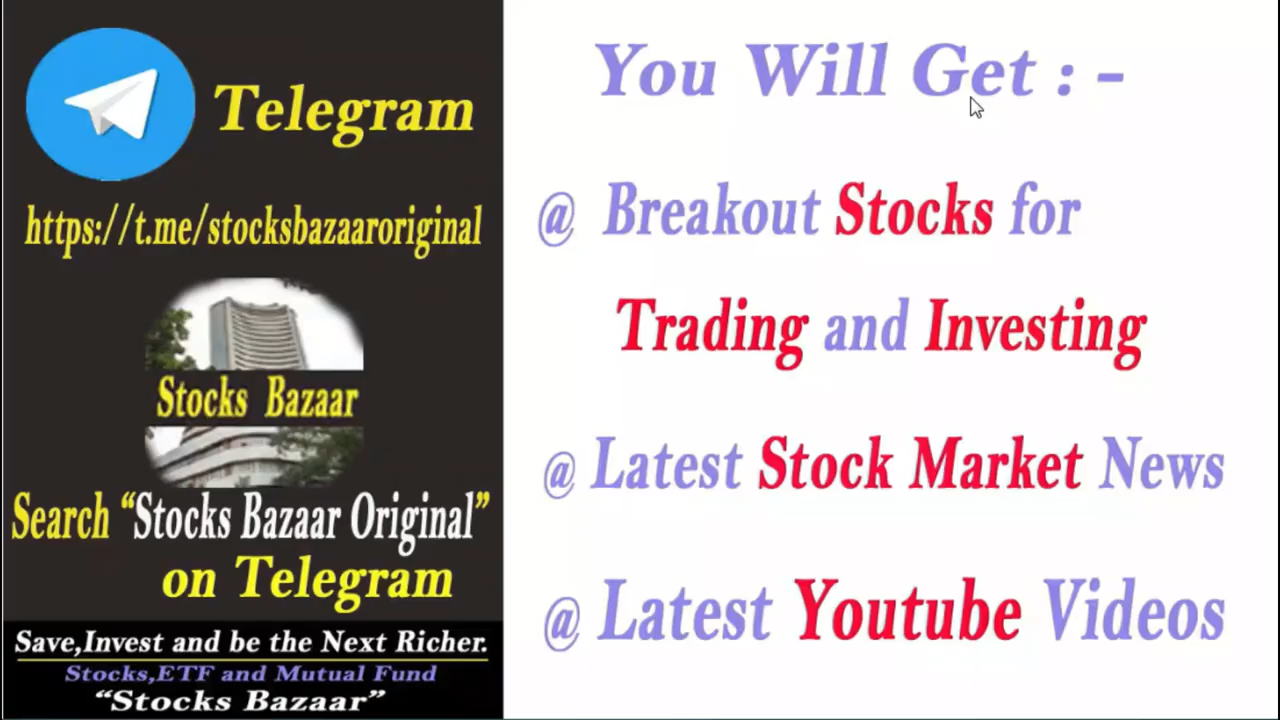 Telegram
https://t.me/stocksbazaaroriginal
Stocks Bazaar
Search “Stocks Bazaar Original”
on Telegram
Save,Invest and be the Next Richer.
Stocks,ETF and Mutual Fund
“Stocks Bazaar”
You Will Get : -
@ Breakout Stocks for
Trading and Investing
@ Latest Stock Market News
@ Latest Youtube Videos